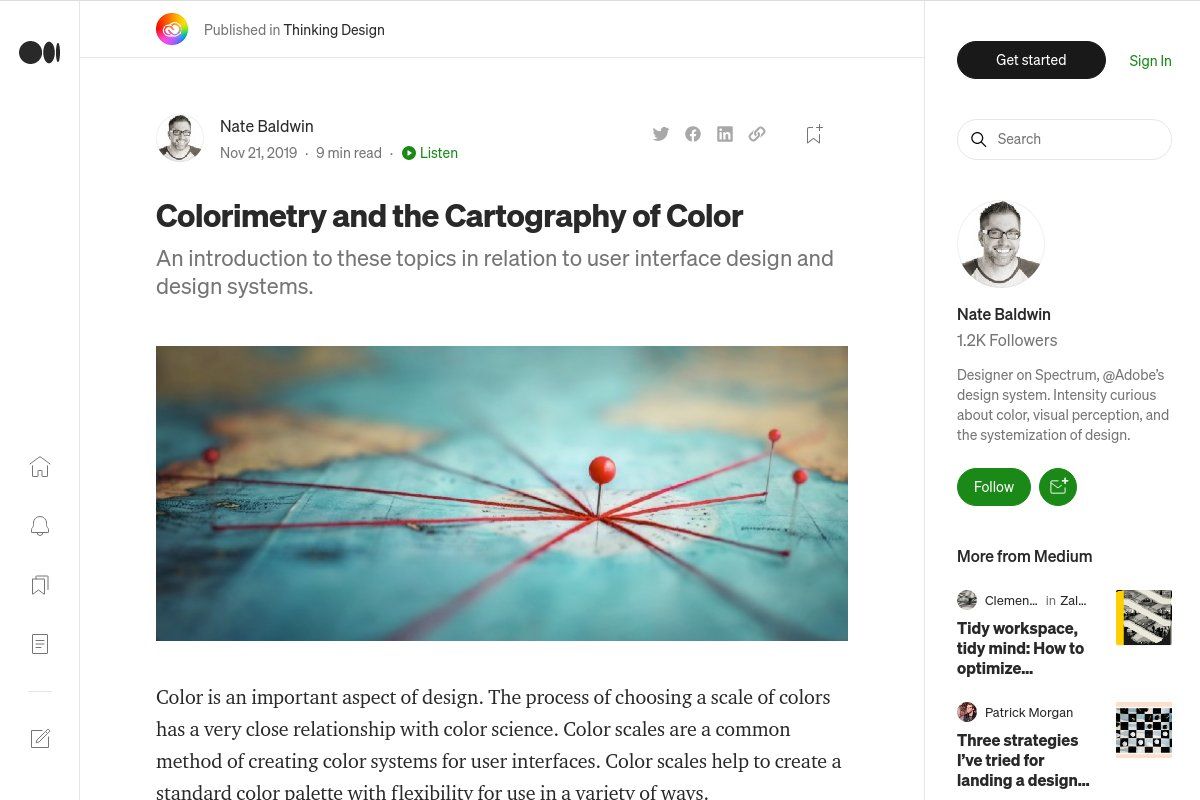 Published in Thinking Design
Get started
Sign In
Nate Baldwin
Nov 21, 2019 · 9 min read · Listen
Search
Colorimetry and the Cartography of Color
An introduction to these topics in relation to user interface design and
design systems.
Color is an important aspect of design. The process of choosing a scale of colors
has a very close relationship with color science. Color scales are a common
method of creating color systems for user interfaces. Color scales help to create a
standard color palette with flexibility for use in a variety of ways.
Nate Baldwin
1.2K Followers
Designer on Spectrum, @Adobe's
design system. Intensity curious
about color, visual perception, and
the systemization of design.
Follow
More from Medium
Clemen... in Zal...
Tidy workspace,
tidy mind: How to
optimize...
Patrick Morgan
Three strategies
I've tried for
landing a design...